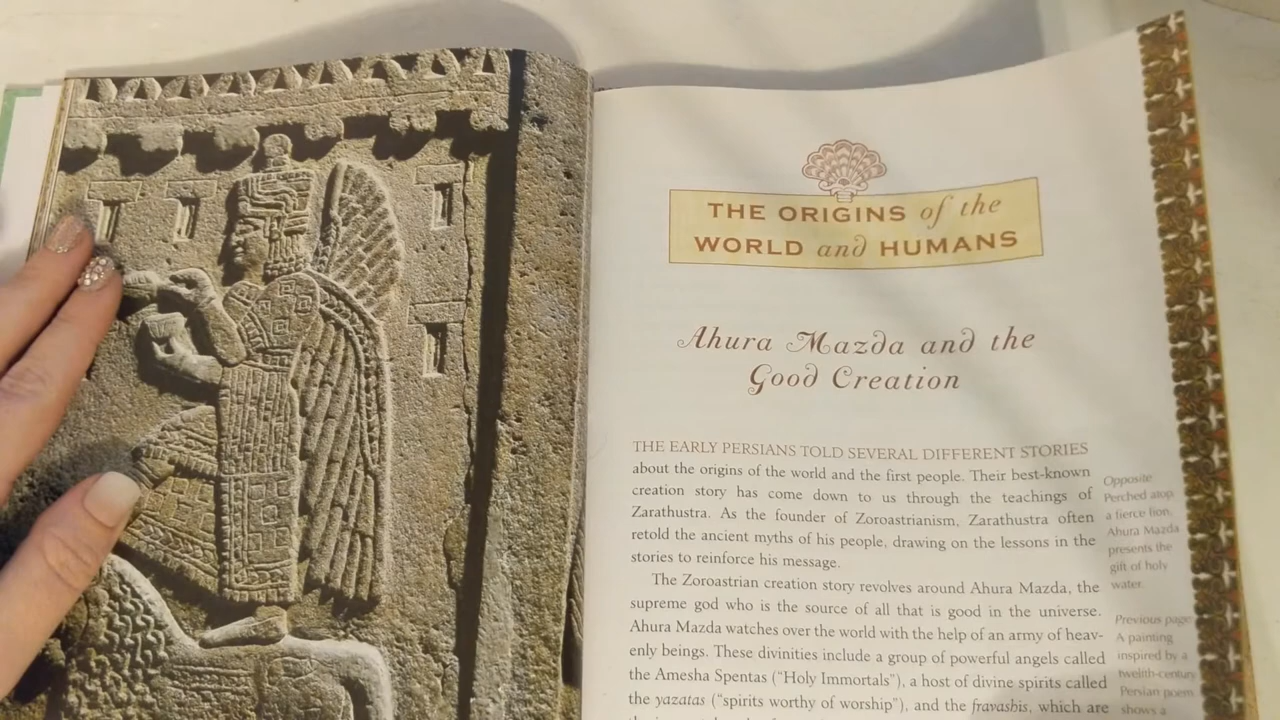 THE ORIGINS of the
WORLD and HUMANS
Ahura Mazda and the
Good Creation
THE EARLY PERSIANS TOLD SEVERAL DIFFERENT STORIES
about the origins of the world and the first people. Their best-known
creation story has come down to us through the teachings of
Zarathustra. As the founder of Zoroastrianism, Zarathustra often
retold the ancient myths of his people, drawing on the lessons in the
stories to reinforce his message.
The Zoroastrian creation story revolves around Ahura Mazda, the
supreme god who is the source of all that is good in the universe.
Ahura Mazda watches over the world with the help of an army of heav-
enly beings. These divinities include a group of powerful angels called
the Amesha Spentas (“Holy Immortals”), a host of divine spirits called
the yazatas (“spirits worthy of worship”), and the fravashis, which are
Opposite
Perched atop
a fierce lion,
Ahura Mazda
presents the
gift of holy
water.
Previous page:
A painting
inspired by a
twelfth-century
Persian poem
shows a